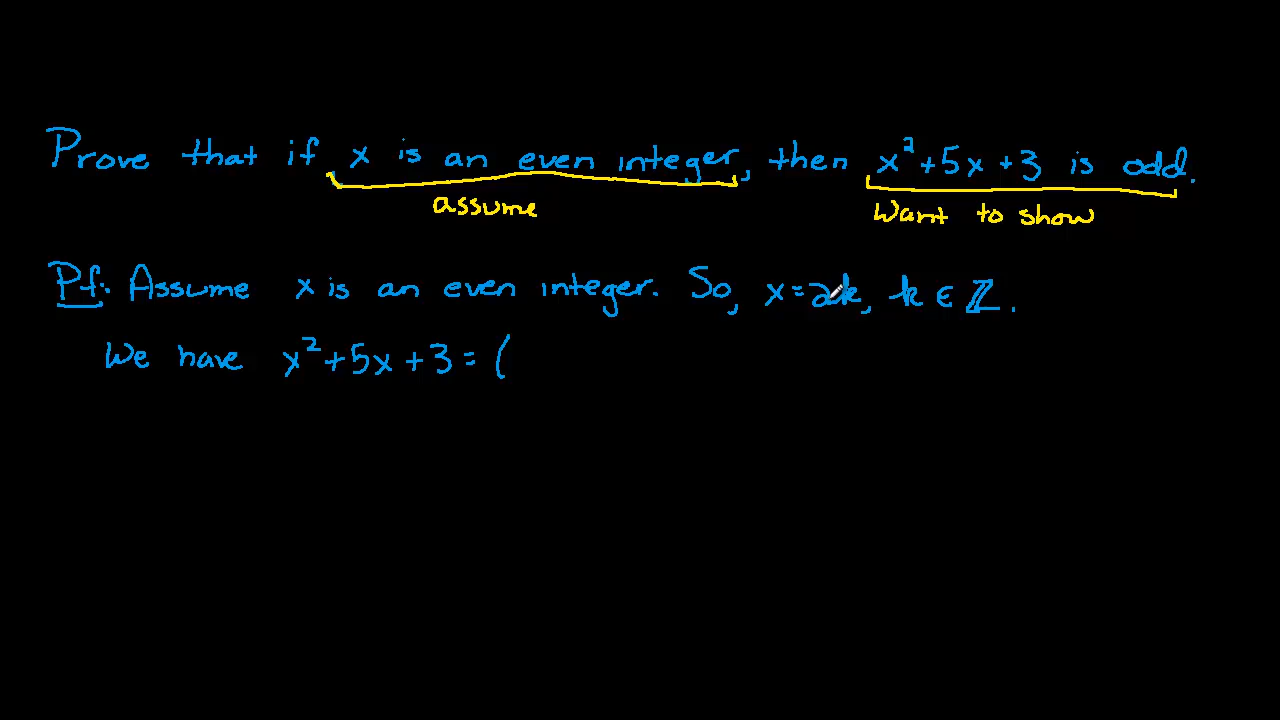 Prove that if x is an even integer, then x²+5x+3 is odd.
assume
want to show
Pf: Assume x is an even integer. So, x=2k, k ∈ ℤ.
We have x²+5x+3 = (